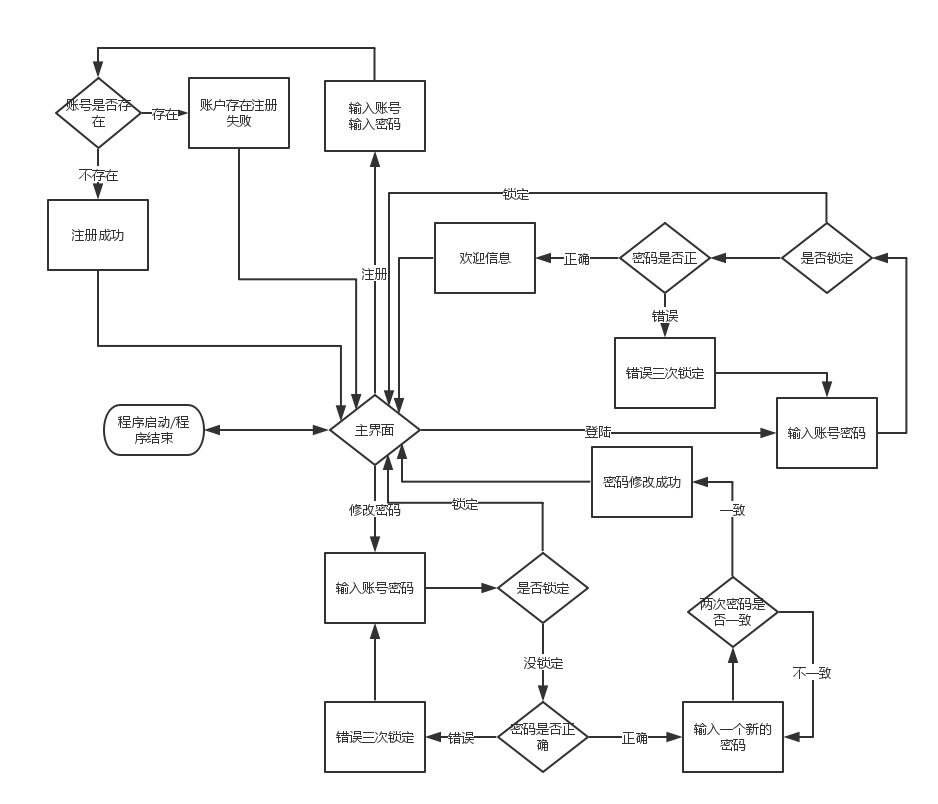 输入账号
输入密码
账户存在注册
失败
账号是否存
在
存在
不存在
注册成功
锁定
欢迎信息
正确
密码是否正
是否锁定
注册
错误
错误三次锁定
程序启动/程
序结束
主界面
登陆
输入账号密码
密码修改成功
修改密码
锁定
一致
输入账号密码
是否锁定
两次密码是
否一致
没锁定
不一致
错误三次锁定
错误
密码是否正
确
正确
输入一个新的
密码